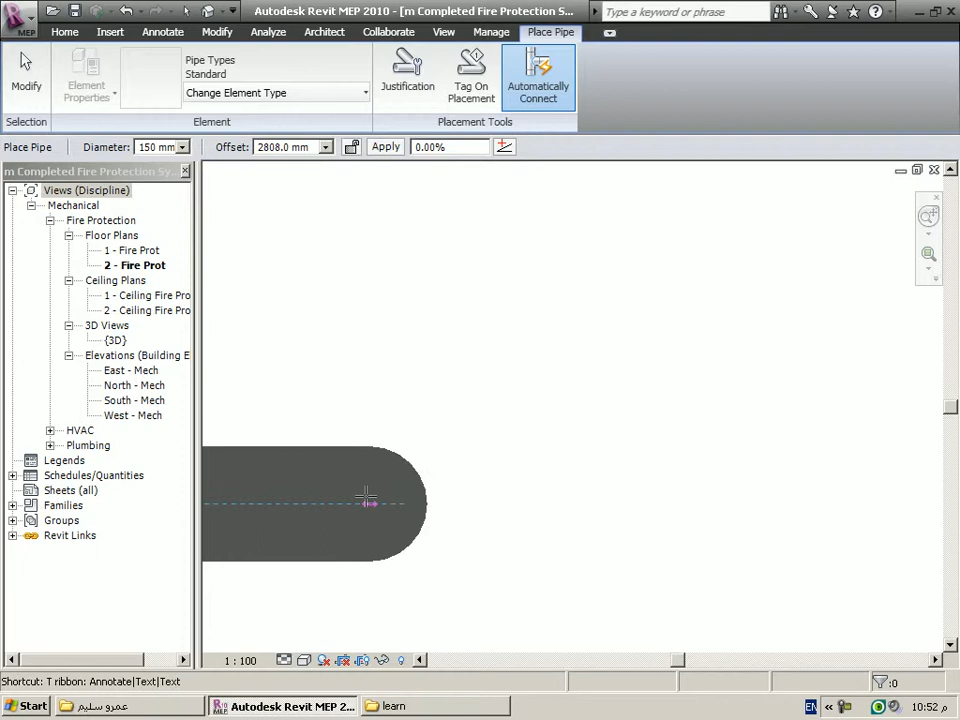 Autodesk Revit MEP 2010 - [m Completed Fire Protection S...
Type a keyword or phrase
MEP
Home Insert Annotate Modify Analyze Architect Collaborate View Manage Place Pipe
Modify
Element
Properties
Pipe Types
Standard
Change Element Type
Justification
Tag On
Placement
Automatically
Connect
Selection Element Placement Tools
Place Pipe Diameter: 150 mm Offset: 2808.0 mm Apply 0.00%
m Completed Fire Protection Sy...
Views (Discipline)
Mechanical
Fire Protection
Floor Plans
1 - Fire Prot
2 - Fire Prot
Ceiling Plans
1 - Ceiling Fire Pro
2 - Ceiling Fire Pro
3D Views
{3D}
Elevations (Building E
East - Mech
North - Mech
South - Mech
West - Mech
HVAC
Plumbing
Legends
Schedules/Quantities
Sheets (all)
Families
Groups
Revit Links
1 : 100
Shortcut: T ribbon: Annotate|Text|Text
:0
Start عمرو سليم Autodesk Revit MEP 2... learn EN « 10:52 م